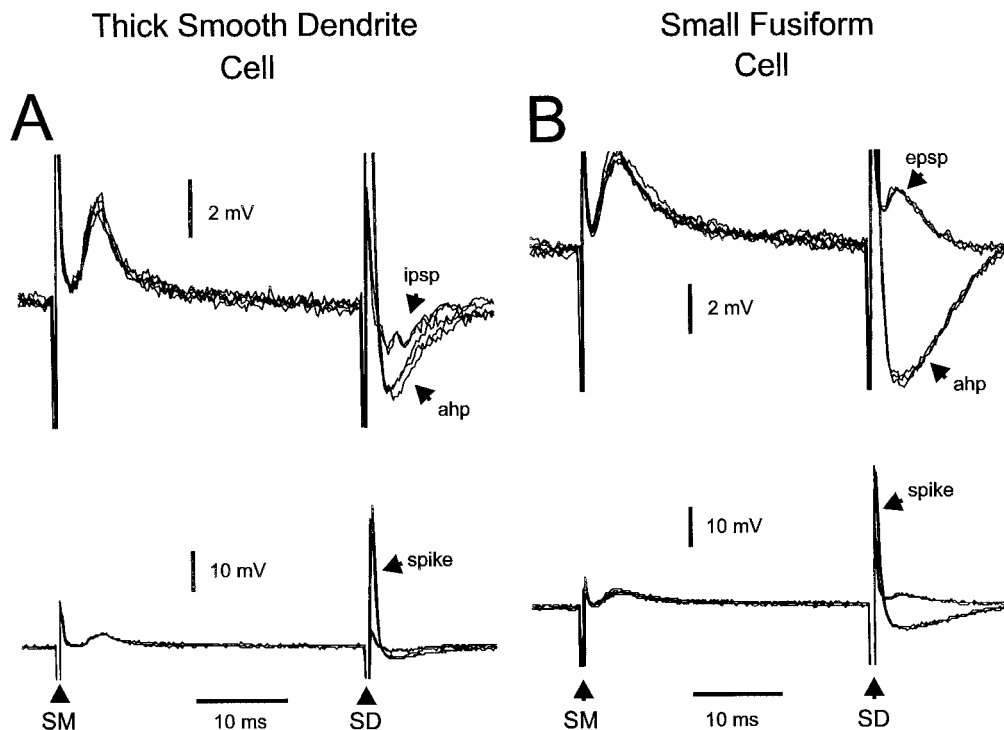 Thick Smooth Dendrite
Cell
Small Fusiform
Cell
A
B
2 mV
ipsp
ahp
epsp
2 mV
ahp
10 mV
spike
10 mV
spike
SM
10 ms
SD
SM
10 ms
SD